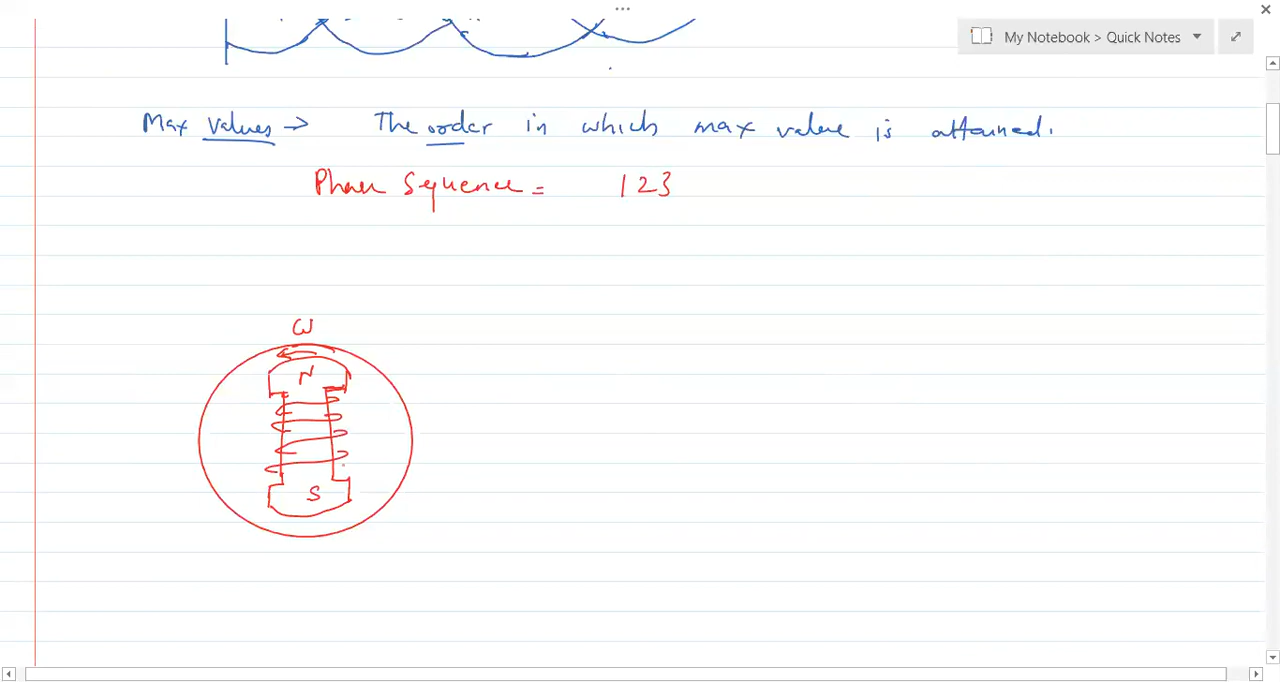 My Notebook > Quick Notes
Max values → The order in which max value is attained.
Phase Sequence = 123
ω
N
S